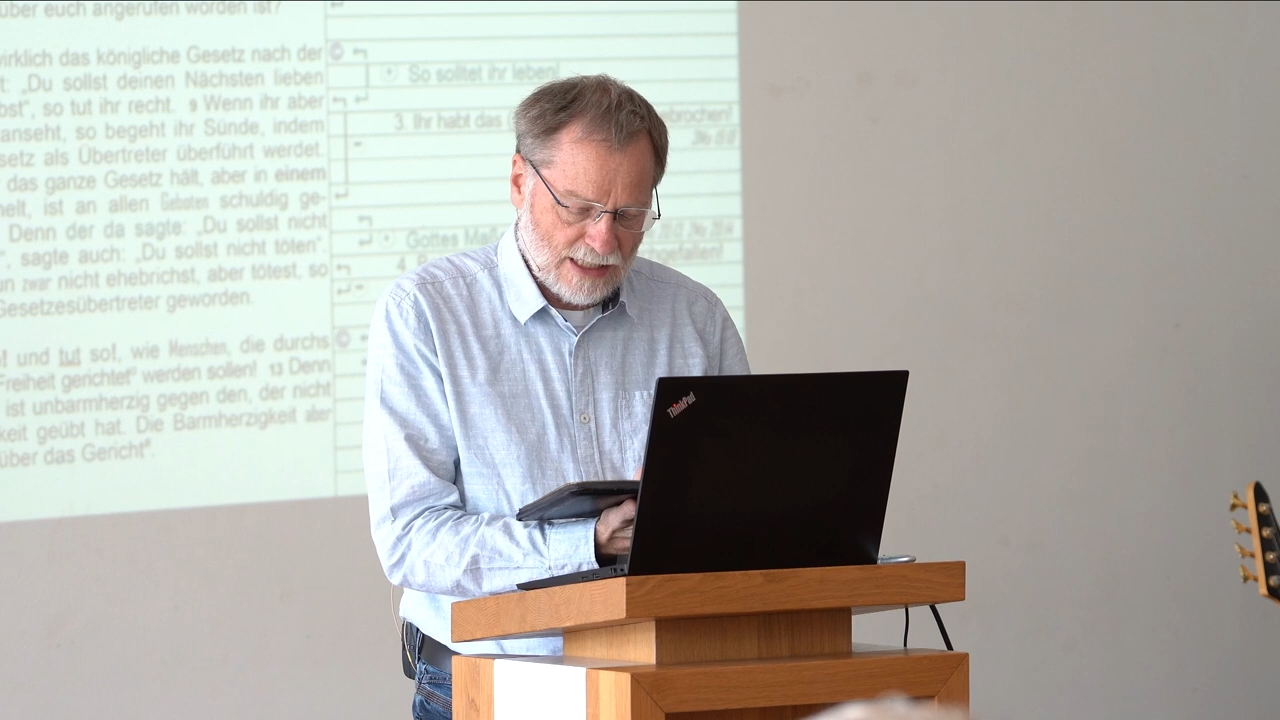 über euch angerufen worden ist?
wirklich das königliche Gesetz nach der
t: „Du sollst deinen Nächsten lieben
bst", so tut ihr recht. 9 Wenn ihr aber
anseht, so begeht ihr Sünde, indem
setz als Übertreter überführt werdet.
das ganze Gesetz hält, aber in einem
helt, ist an allen Geboten schuldig ge-
Denn der da sagte: „Du sollst nicht
", sagte auch: „Du sollst nicht töten"
un zwar nicht ehebrichst, aber tötest, so
Gesetzesübertreter geworden.
o! und tut so!, wie Menschen, die durchs
Freiheit gerichtet" werden sollen! 13 Denn
ist unbarmherzig gegen den, der nicht
keit geübt hat. Die Barmherzigkeit aber
über das Gericht".
So solltet ihr leben!
3. Ihr habt das
brochen!
Gottes
4.
gefallen!
ThinkPad